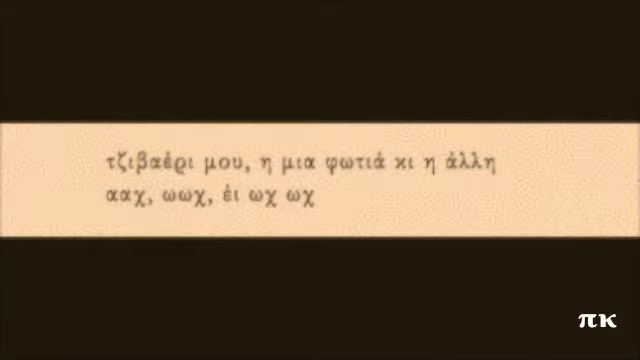 τζιβαέρι μου, η μια φωτιά κι η άλλη
ααχ, ωωχ, έι ωχ ωχ
πκ